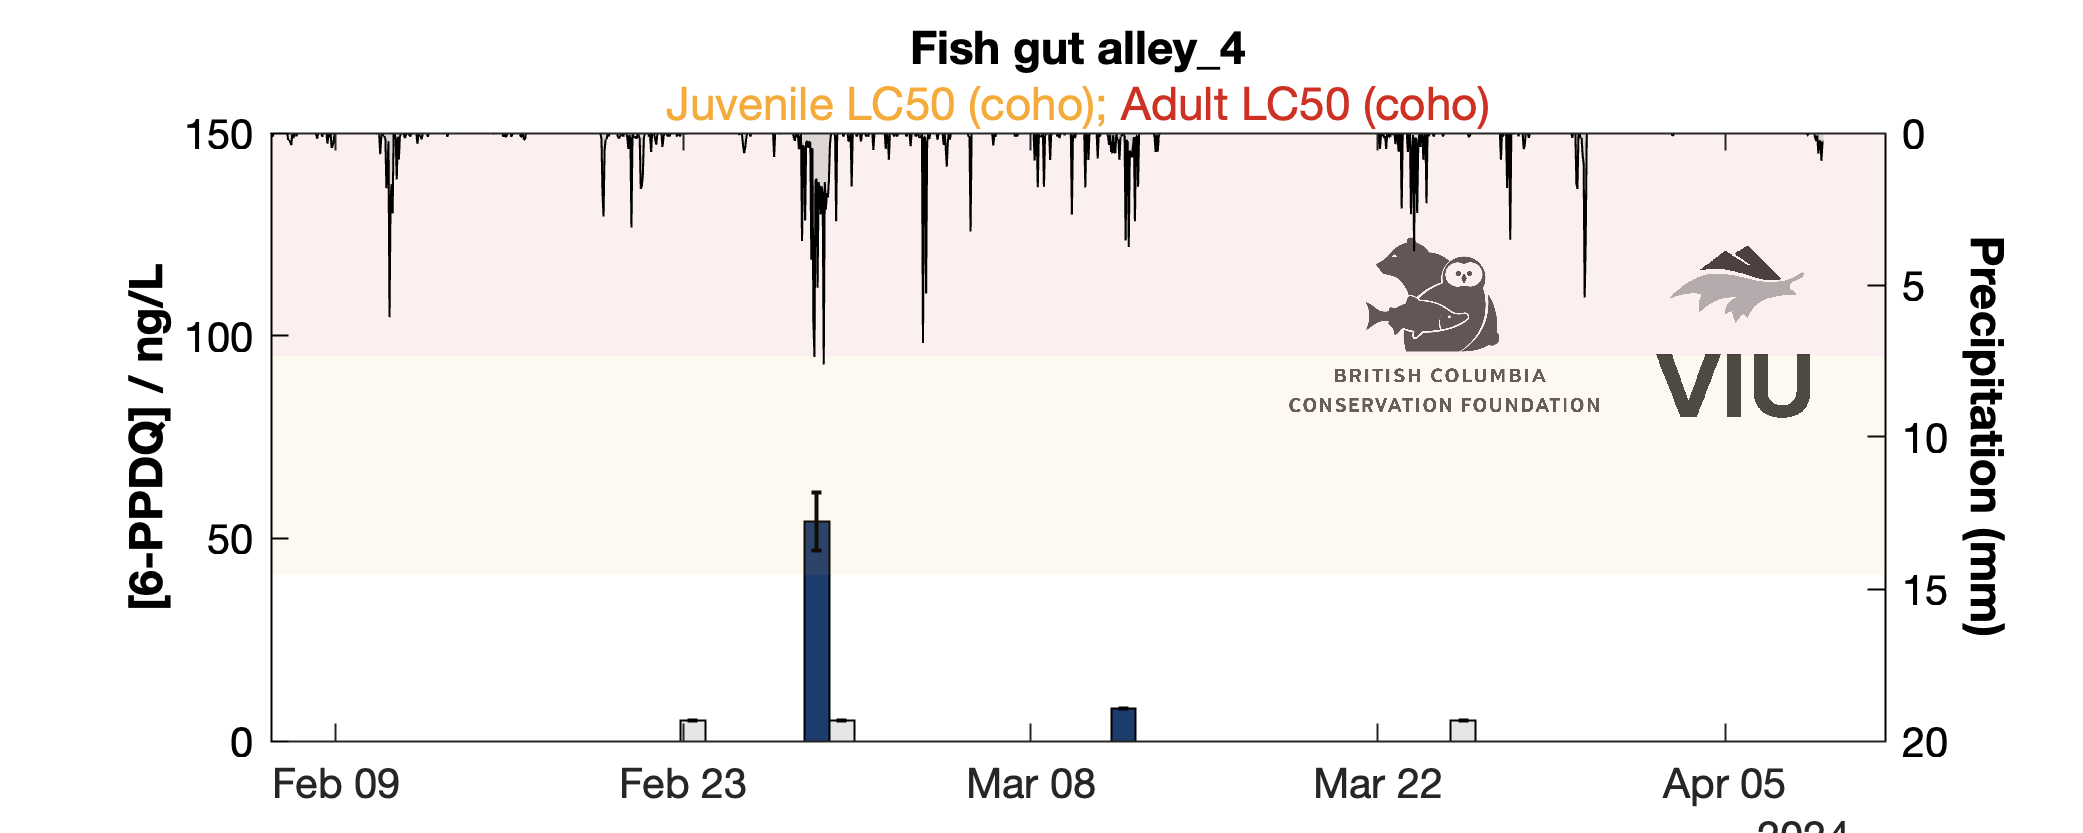 Fish gut alley_4
Juvenile LC50 (coho); Adult LC50 (coho)
[6-PPDQ] / ng/L
150
100
50
0
0
5
10
15
20
Precipitation (mm)
BRITISH COLUMBIA
CONSERVATION FOUNDATION
VIU
Feb 09
Feb 23
Mar 08
Mar 22
Apr 05
2024